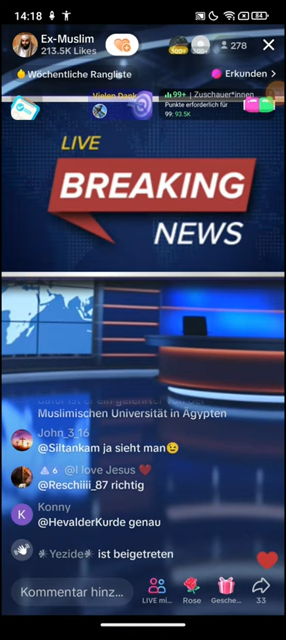 14:18
84
Ex-Muslim
213.5K Likes
278
Wöchentliche Rangliste
Erkunden >
Vielen Dank
99+ | Zuschauer*innen
Punkte erforderlich für
99: 93.5K
LIVE
BREAKING
NEWS
Muslimischen Universität in Ägypten
John_3_16
@Siltankam ja sieht man😉
6 @I love Jesus ❤️
@Reschiiii_87 richtig
K
Konny
@HevalderKurde genau
Yezide ist beigetreten
Kommentar hinz...
LIVE mi...
Rose
Gesche...
33